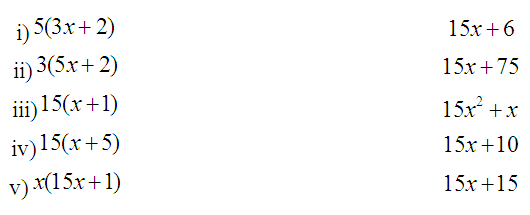 i) 5(3x + 2) 15x + 6
ii) 3(5x + 2) 15x + 75
iii) 15(x + 1) 15x² + x
iv) 15(x + 5) 15x + 10
v) x(15x + 1) 15x + 15